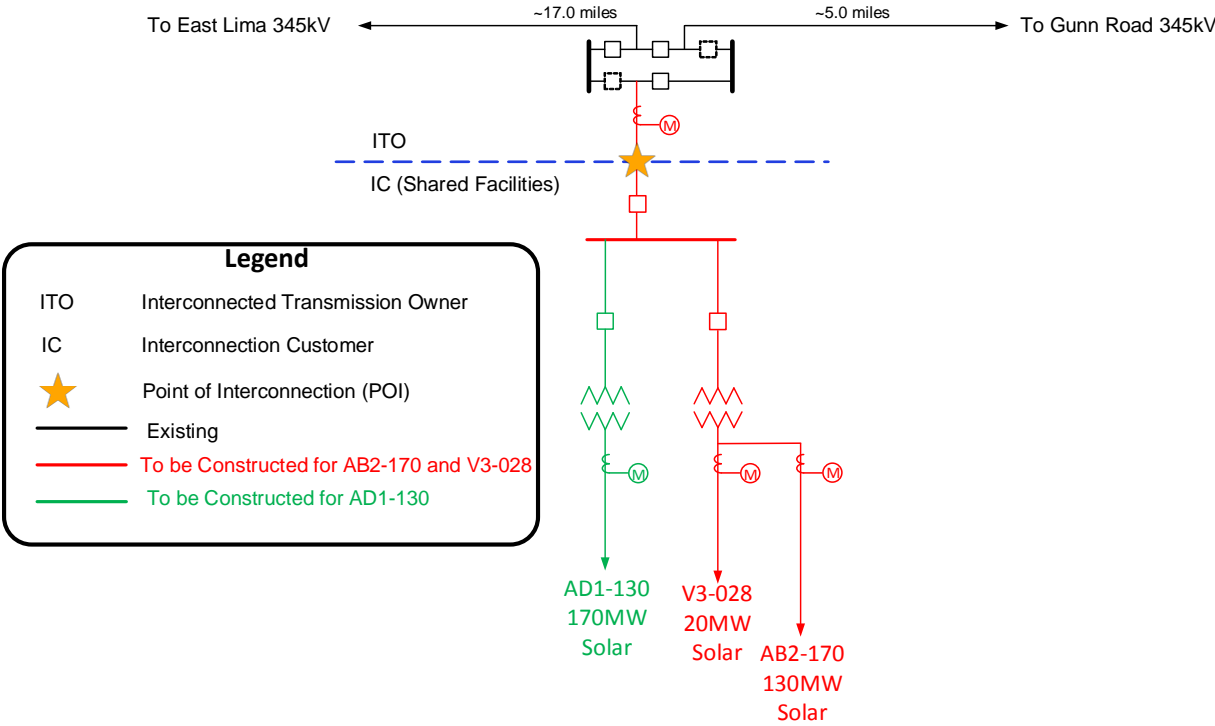 ~17.0 miles
~5.0 miles
To East Lima 345kV
To Gunn Road 345kV
M
ITO
IC (Shared Facilities)
Legend
ITO Interconnected Transmission Owner
IC Interconnection Customer
Point of Interconnection (POI)
Existing
To be Constructed for AB2-170 and V3-028
To be Constructed for AD1-130
M
M
M
AD1-130
170MW
Solar
V3-028
20MW
Solar
AB2-170
130MW
Solar